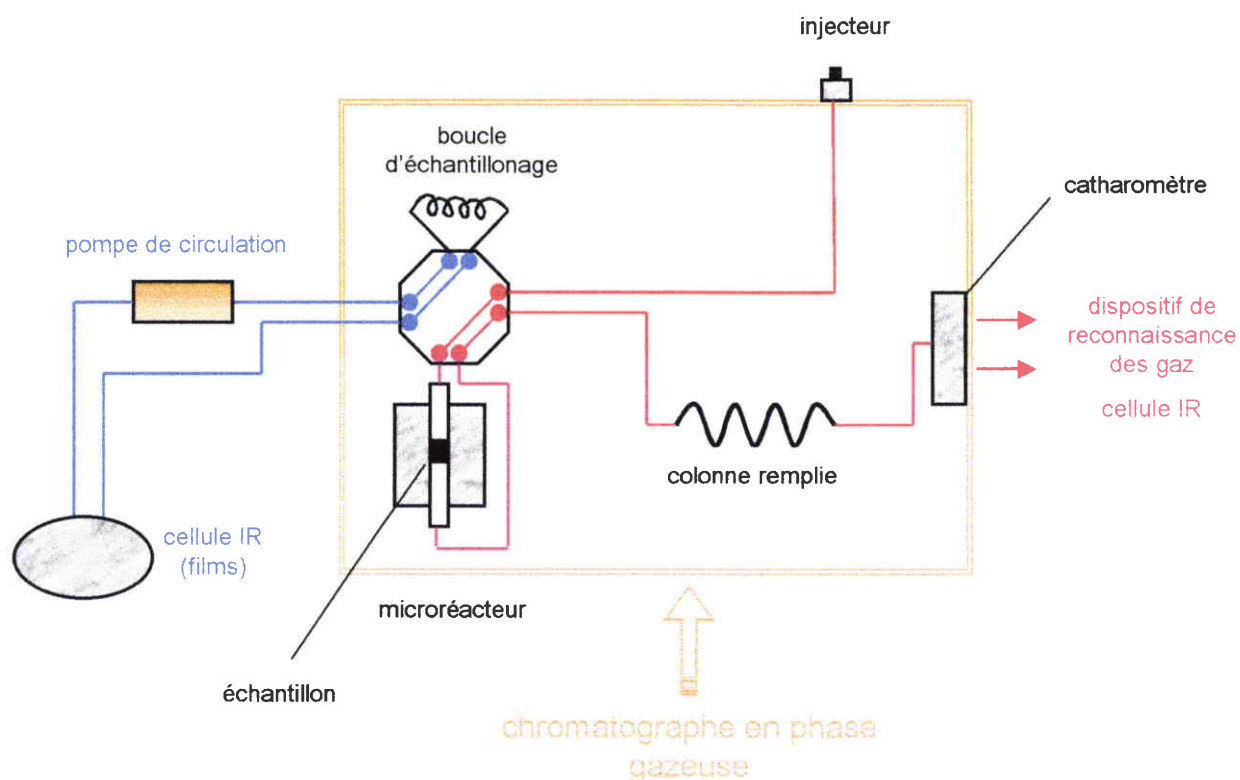 injecteur
boucle
d'échantillonage
catharomètre
pompe de circulation
dispositif de
reconnaissance
des gaz
cellule IR
colonne remplie
cellule IR
(films)
microréacteur
échantillon
chromatographe en phase
gazeuse